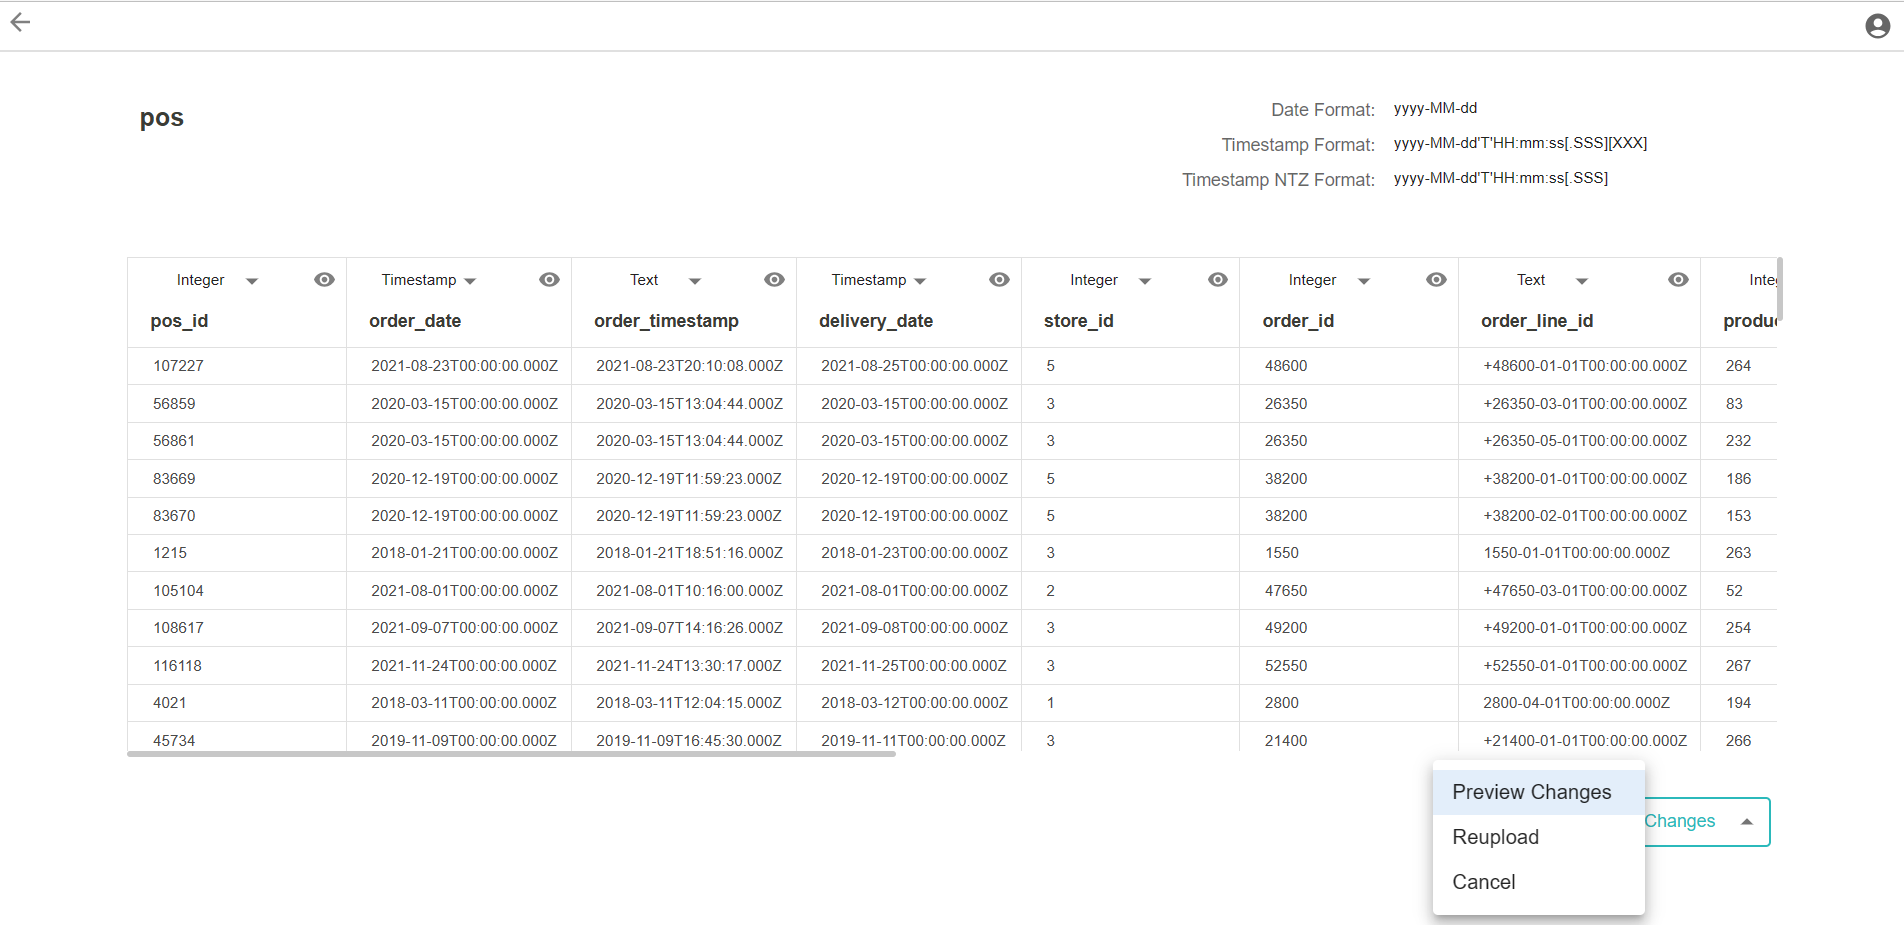 pos
Date Format: yyyy-MM-dd
Timestamp Format: yyyy-MM-dd'T'HH:mm:ss[.SSS][XXX]
Timestamp NTZ Format: yyyy-MM-dd'T'HH:mm:ss[.SSS]
Integer Timestamp Text Timestamp Integer Integer Text
pos_id order_date order_timestamp delivery_date store_id order_id order_line_id
107227 2021-08-23T00:00:00.000Z 2021-08-23T20:10:08.000Z 2021-08-25T00:00:00.000Z 5 48600 +48600-01-01T00:00:00.000Z 264
56859 2020-03-15T00:00:00.000Z 2020-03-15T13:04:44.000Z 2020-03-15T00:00:00.000Z 3 26350 +26350-03-01T00:00:00.000Z 83
56861 2020-03-15T00:00:00.000Z 2020-03-15T13:04:44.000Z 2020-03-15T00:00:00.000Z 3 26350 +26350-05-01T00:00:00.000Z 232
83669 2020-12-19T00:00:00.000Z 2020-12-19T11:59:23.000Z 2020-12-19T00:00:00.000Z 5 38200 +38200-01-01T00:00:00.000Z 186
83670 2020-12-19T00:00:00.000Z 2020-12-19T11:59:23.000Z 2020-12-19T00:00:00.000Z 5 38200 +38200-02-01T00:00:00.000Z 153
1215 2018-01-21T00:00:00.000Z 2018-01-21T18:51:16.000Z 2018-01-23T00:00:00.000Z 3 1550 1550-01-01T00:00:00.000Z 263
105104 2021-08-01T00:00:00.000Z 2021-08-01T10:16:00.000Z 2021-08-01T00:00:00.000Z 2 47650 +47650-03-01T00:00:00.000Z 52
108617 2021-09-07T00:00:00.000Z 2021-09-07T14:16:26.000Z 2021-09-08T00:00:00.000Z 3 49200 +49200-01-01T00:00:00.000Z 254
116118 2021-11-24T00:00:00.000Z 2021-11-24T13:30:17.000Z 2021-11-25T00:00:00.000Z 3 52550 +52550-01-01T00:00:00.000Z 267
4021 2018-03-11T00:00:00.000Z 2018-03-11T12:04:15.000Z 2018-03-12T00:00:00.000Z 1 2800 2800-04-01T00:00:00.000Z 194
45734 2019-11-09T00:00:00.000Z 2019-11-09T16:45:30.000Z 2019-11-11T00:00:00.000Z 3 21400 +21400-01-01T00:00:00.000Z 266
Preview Changes
Changes
Reupload
Cancel